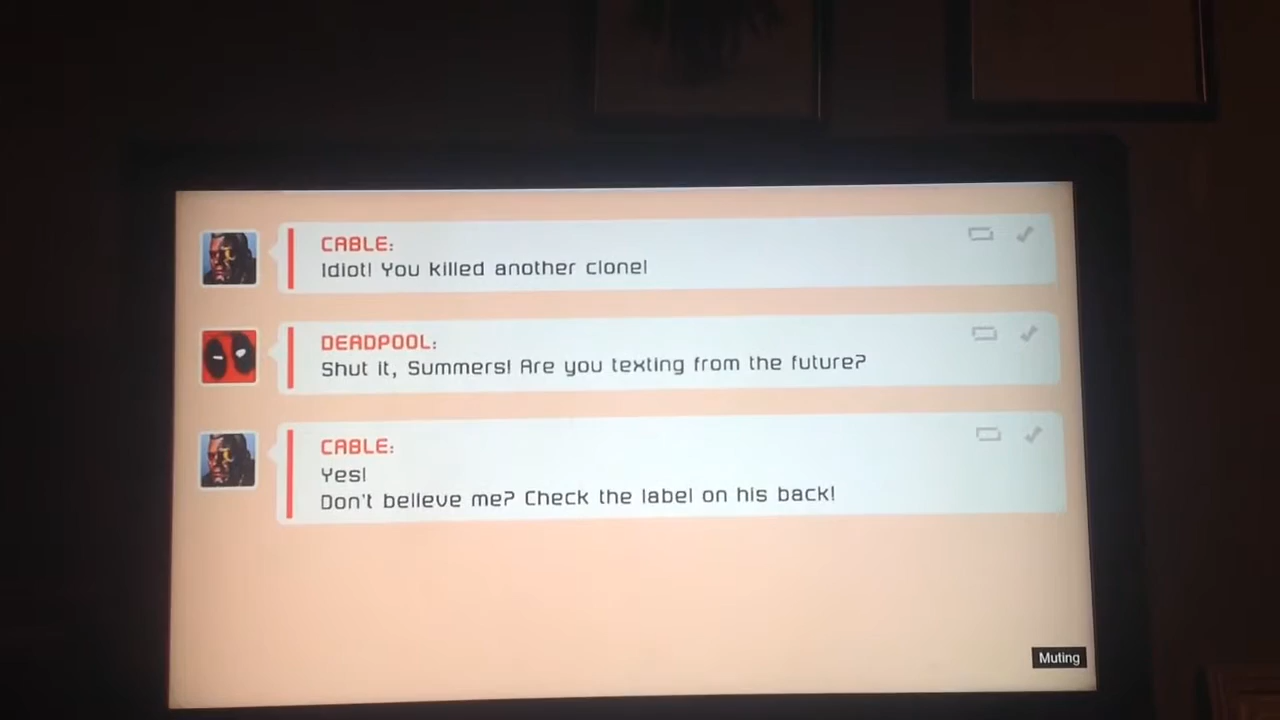 CABLE:
Idiot! You killed another clone!
DEADPOOL:
Shut it, Summers! Are you texting from the future?
CABLE:
Yes!
Don't believe me? Check the label on his back!
Muting